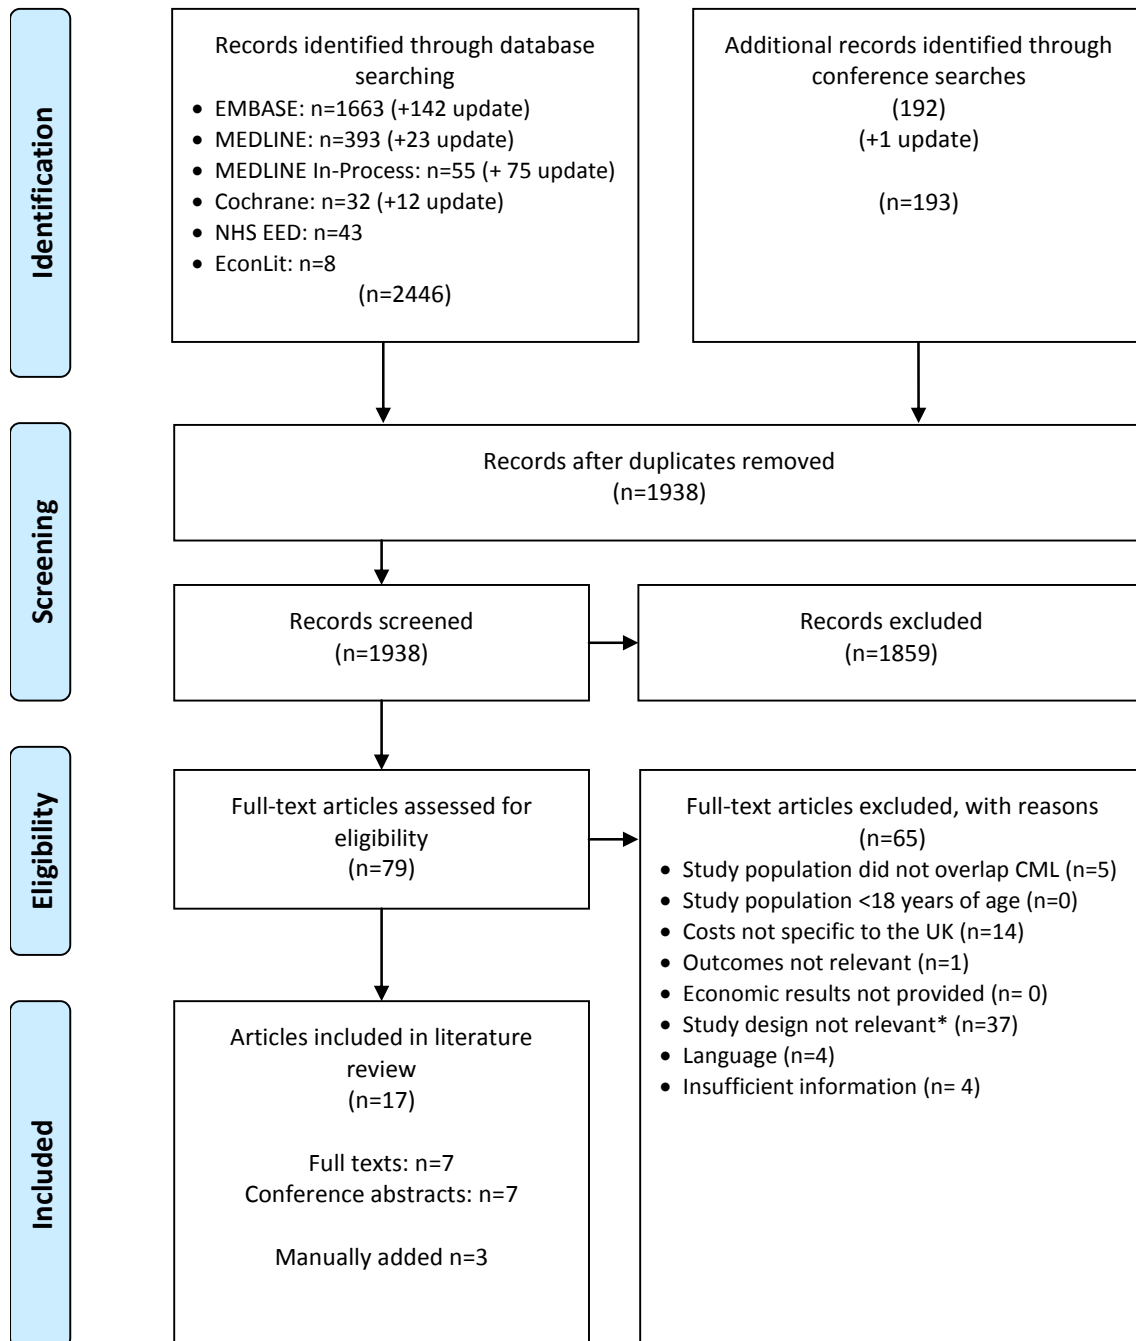 Identification
Records identified through database
searching
• EMBASE: n=1663 (+142 update)
• MEDLINE: n=393 (+23 update)
• MEDLINE In-Process: n=55 (+ 75 update)
• Cochrane: n=32 (+12 update)
• NHS EED: n=43
• EconLit: n=8
(n=2446)
Additional records identified through
conference searches
(192)
(+1 update)
(n=193)
Screening
Records after duplicates removed
(n=1938)
Records screened
(n=1938)
Records excluded
(n=1859)
Eligibility
Full-text articles assessed for
eligibility
(n=79)
Full-text articles excluded, with reasons
(n=65)
• Study population did not overlap CML (n=5)
• Study population <18 years of age (n=0)
• Costs not specific to the UK (n=14)
• Outcomes not relevant (n=1)
• Economic results not provided (n= 0)
• Study design not relevant* (n=37)
• Language (n=4)
• Insufficient information (n= 4)
Included
Articles included in literature
review
(n=17)
Full texts: n=7
Conference abstracts: n=7
Manually added n=3